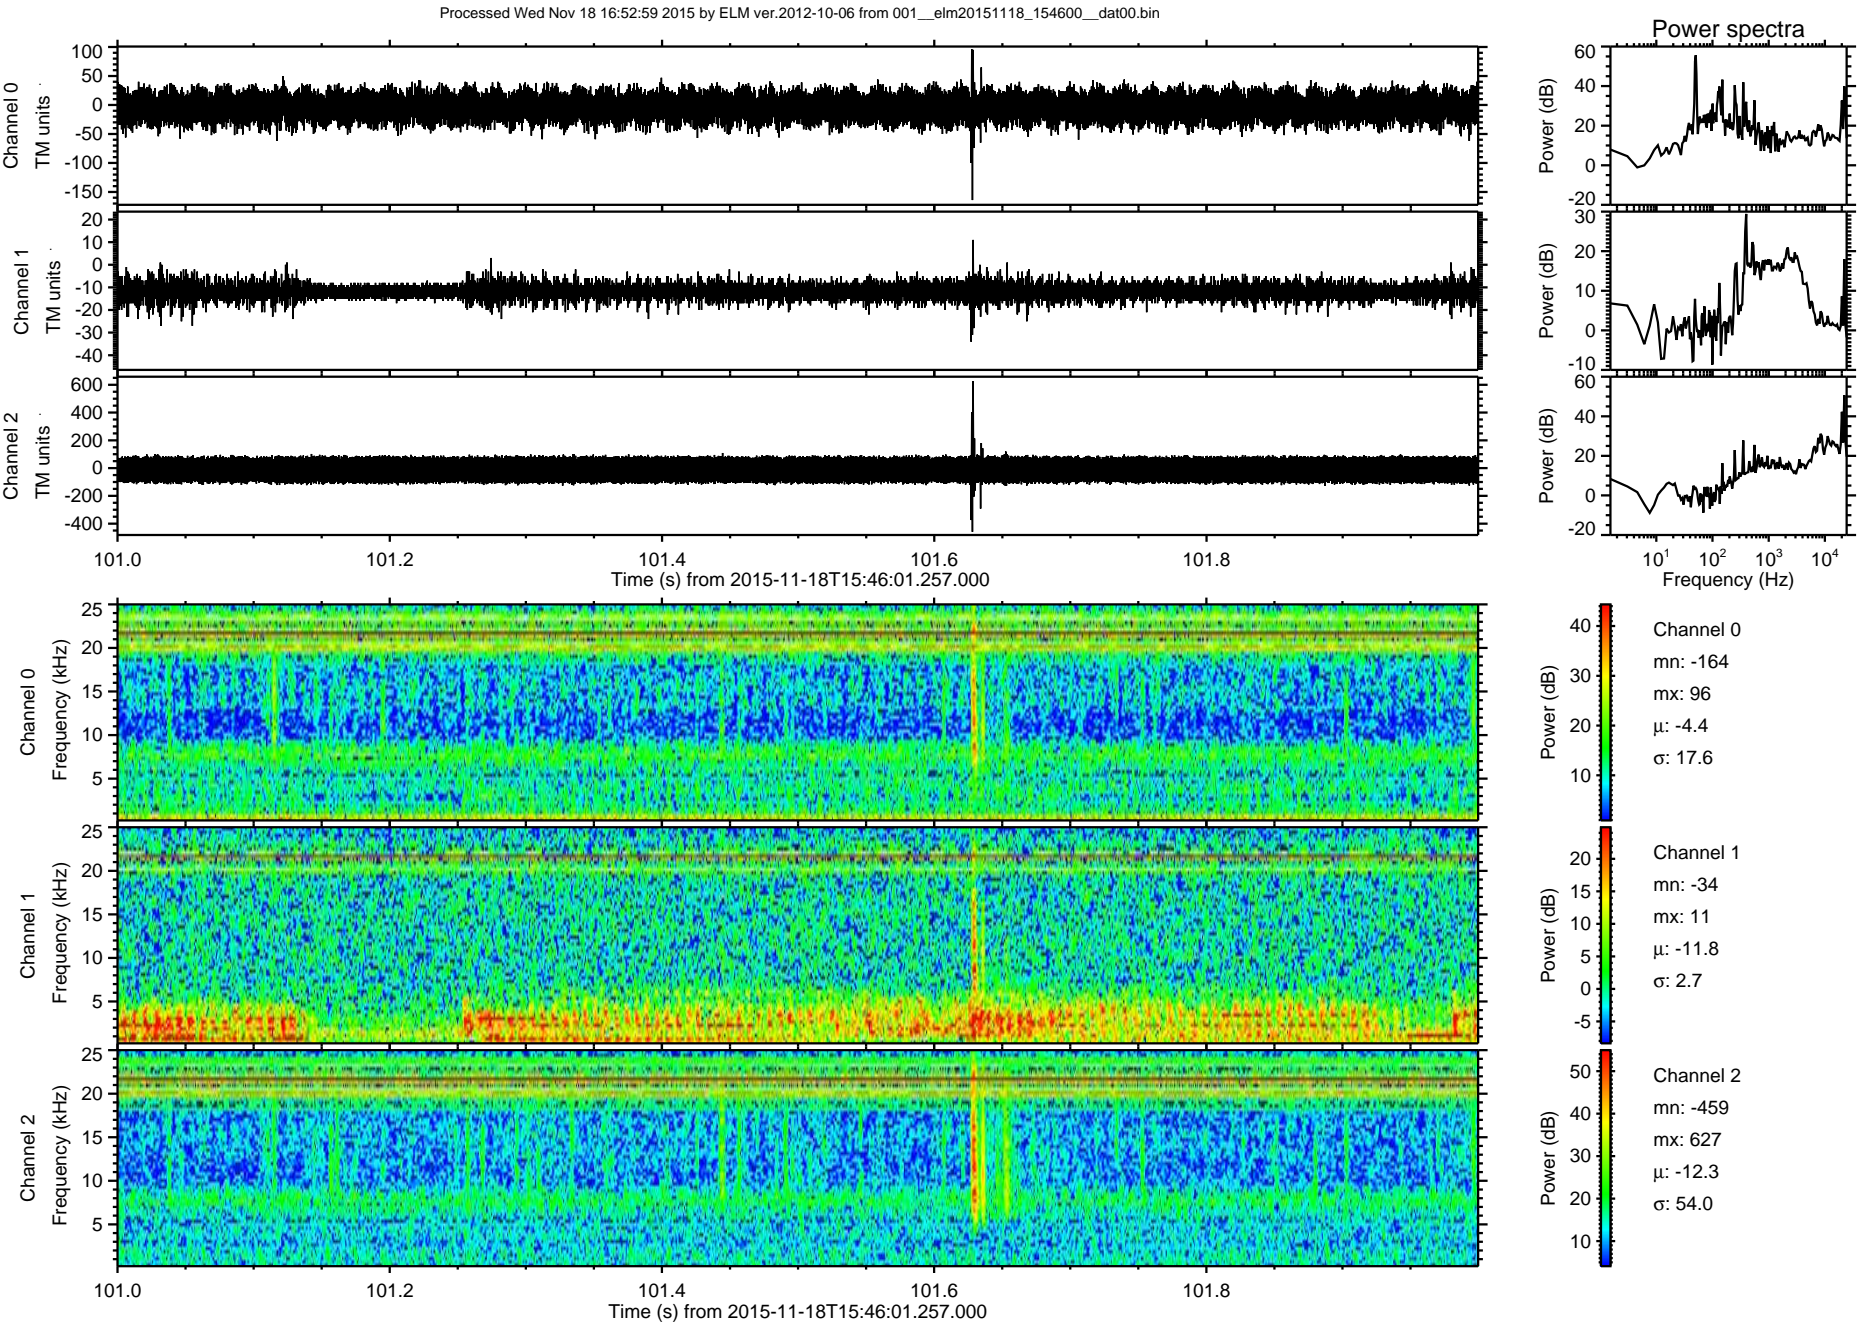 Processed Wed Nov 18 16:52:59 2015 by ELM ver.2012-10-06 from 001__elm20151118_154600__dat00.bin
Power spectra
Channel 0
TM units
100
50
0
-50
-100
-150
Power (dB)
60
40
20
0
-20
Channel 1
TM units
20
10
0
-10
-20
-30
-40
Power (dB)
30
20
10
0
-10
Channel 2
TM units
600
400
200
0
-200
-400
Power (dB)
60
40
20
0
-20
101.0 101.2 101.4 101.6 101.8
Time (s) from 2015-11-18T15:46:01.257.000
10¹ 10² 10³ 10⁴
Frequency (Hz)
Channel 0
Frequency (kHz)
25
20
15
10
5
Power (dB)
40
30
20
10
Channel 0
mn: -164
mx: 96
µ: -4.4
σ: 17.6
Channel 1
Frequency (kHz)
25
20
15
10
5
Power (dB)
20
15
10
5
0
-5
Channel 1
mn: -34
mx: 11
µ: -11.8
σ: 2.7
Channel 2
Frequency (kHz)
25
20
15
10
5
Power (dB)
50
40
30
20
10
Channel 2
mn: -459
mx: 627
µ: -12.3
σ: 54.0
101.0 101.2 101.4 101.6 101.8
Time (s) from 2015-11-18T15:46:01.257.000